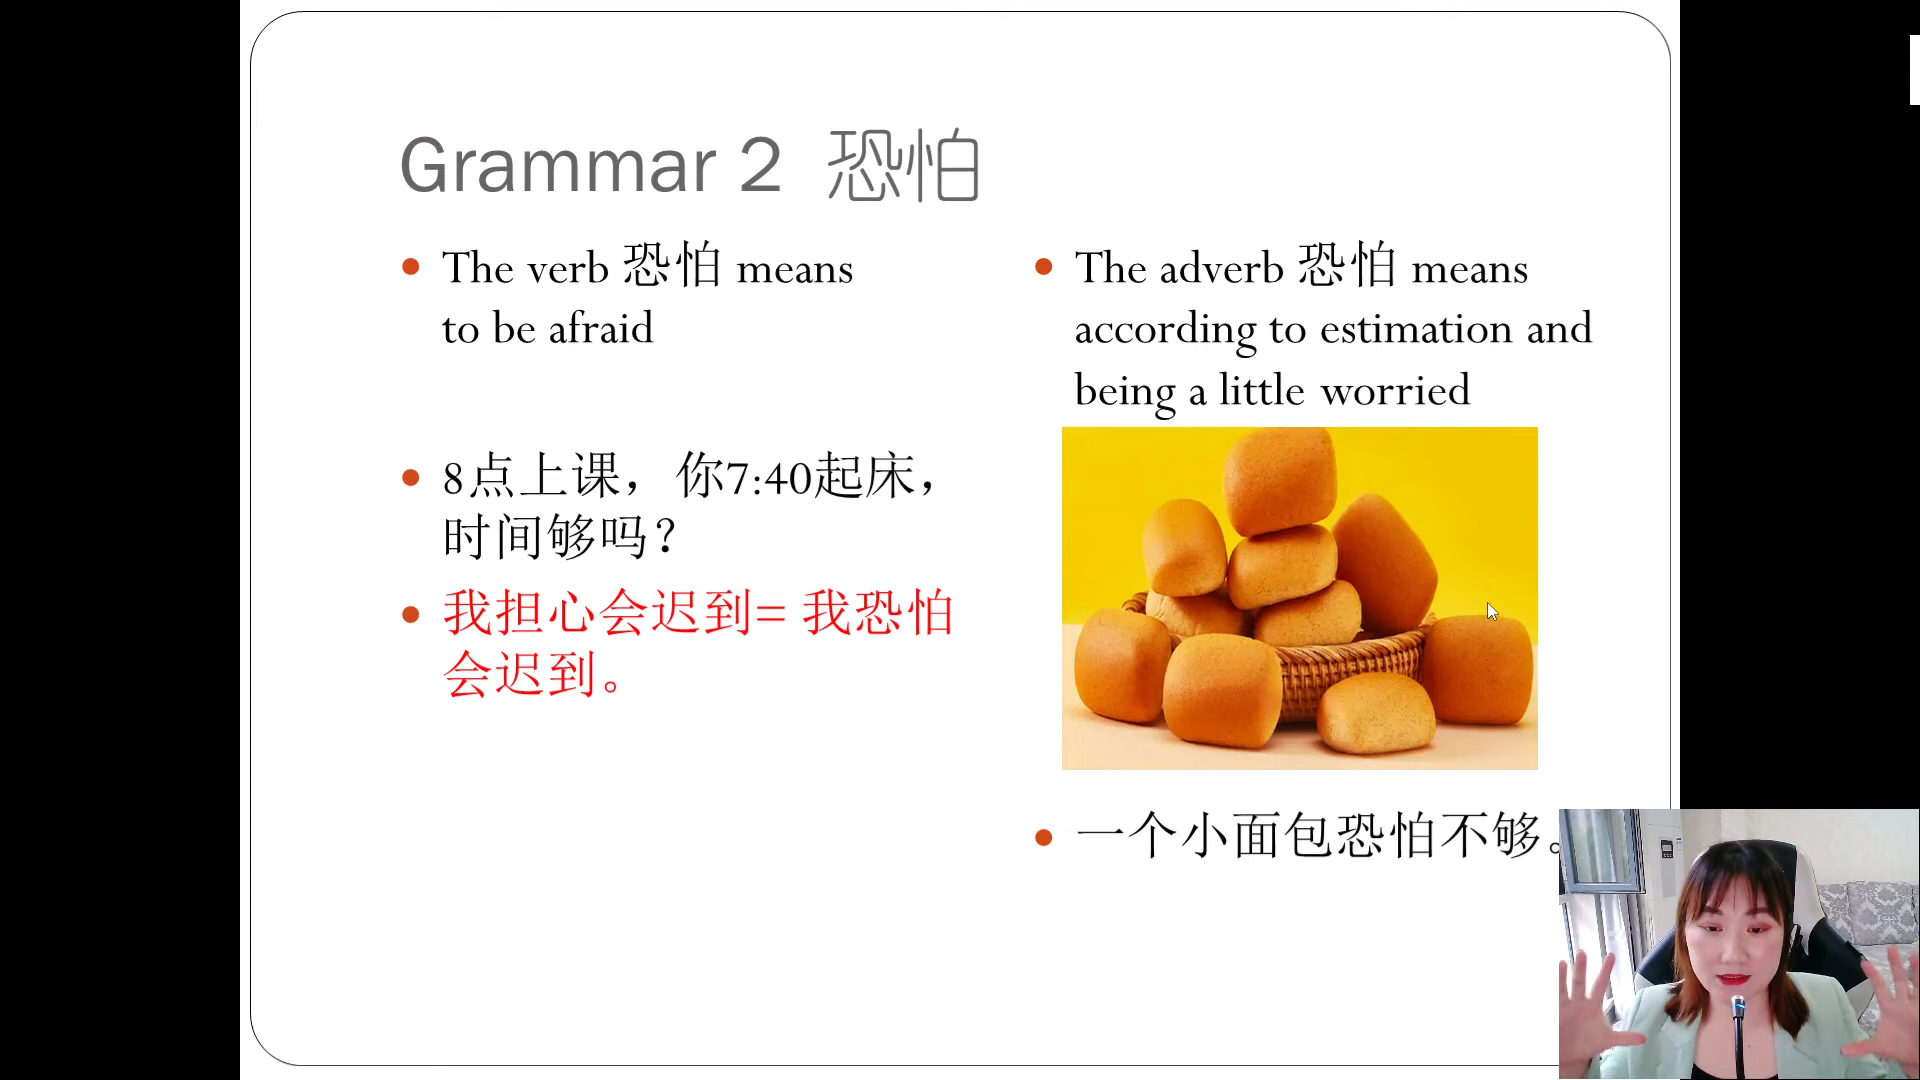 Grammar 2 恐怕
The verb 恐怕 means
to be afraid
8点上课，你7:40起床，
时间够吗？
我担心会迟到= 我恐怕
会迟到。
The adverb 恐怕 means
according to estimation and
being a little worried
一个小面包恐怕不够。